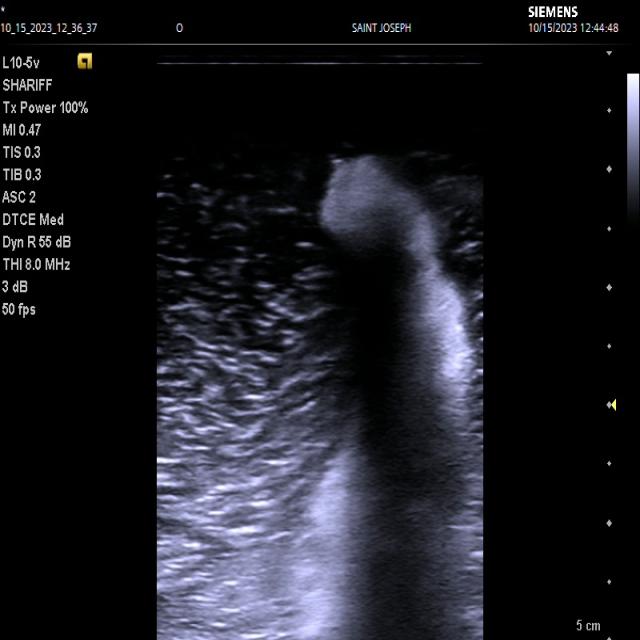 *
SIEMENS
10_15_2023_12_36_37 O SAINT JOSEPH 10/15/2023 12:44:48
L10-5v
SHARIFF
Tx Power 100%
MI 0.47
TIS 0.3
TIB 0.3
ASC 2
DTCE Med
Dyn R 55 dB
THI 8.0 MHz
3 dB
50 fps
5 cm